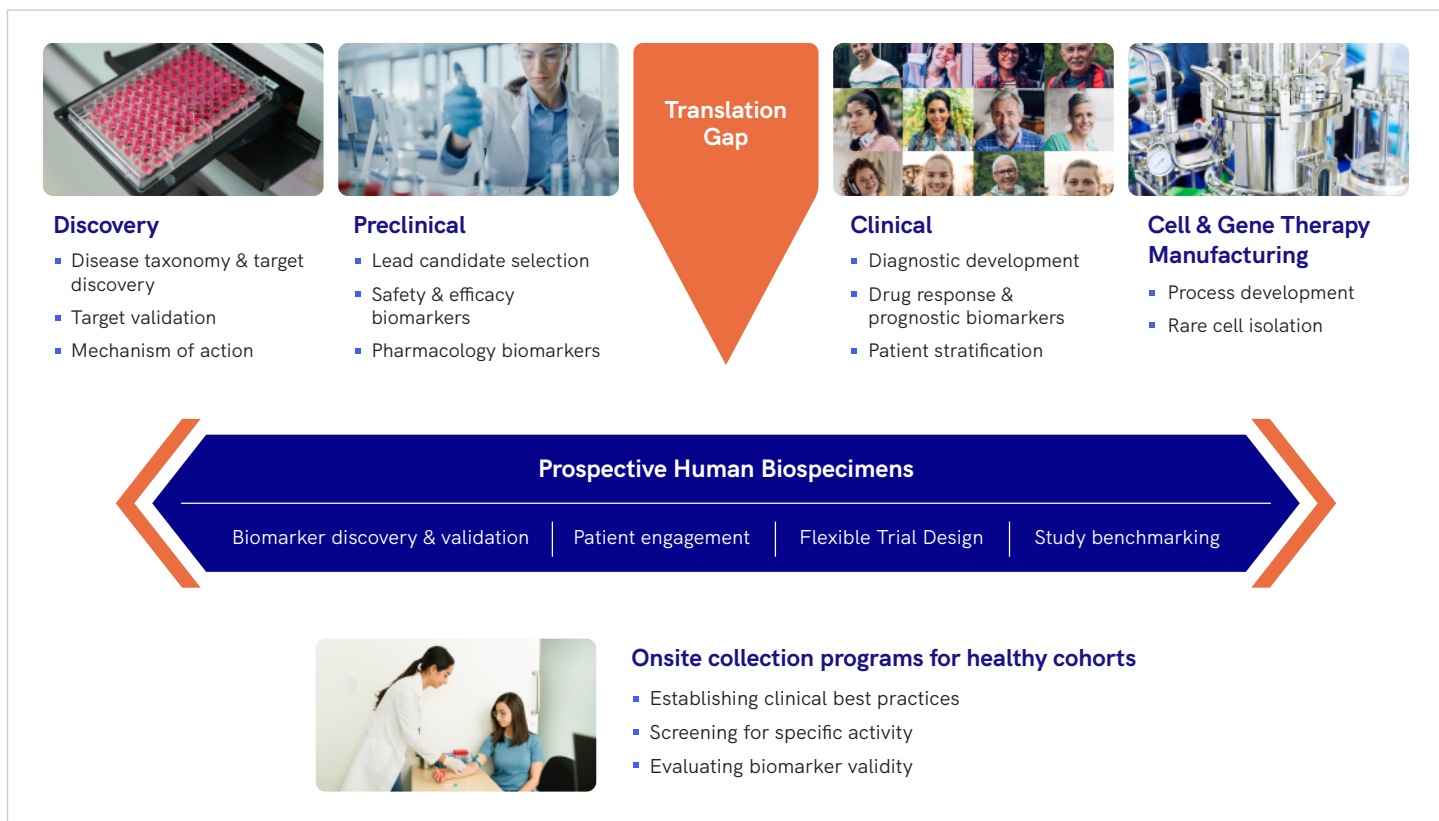 Translation
Gap
Discovery
Disease taxonomy & target
discovery
Target validation
Mechanism of action
Preclinical
Lead candidate selection
Safety & efficacy
biomarkers
Pharmacology biomarkers
Clinical
Diagnostic development
Drug response &
prognostic biomarkers
Patient stratification
Cell & Gene Therapy
Manufacturing
Process development
Rare cell isolation
Prospective Human Biospecimens
Biomarker discovery & validation
Patient engagement
Flexible Trial Design
Study benchmarking
Onsite collection programs for healthy cohorts
Establishing clinical best practices
Screening for specific activity
Evaluating biomarker validity